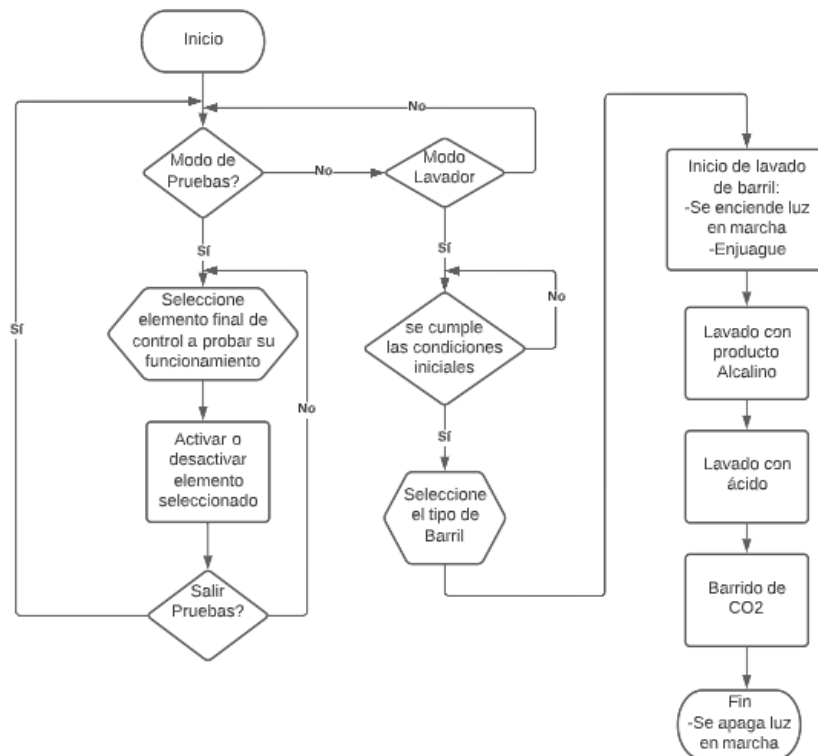 Inicio
No
Modo de
Pruebas?
No
Modo
Lavador
Sí
Sí
Seleccione
elemento final de
control a probar su
funcionamiento
Sí
No
Activar o
desactivar
elemento
seleccionado
Salir
Pruebas?
se cumple
las condiciones
iniciales
No
Sí
Seleccione
el tipo de
Barril
Inicio de lavado
de barril:
-Se enciende luz
en marcha
-Enjuague
Lavado con
producto
Alcalino
Lavado con
ácido
Barrido de
CO2
Fin
-Se apaga luz
en marcha